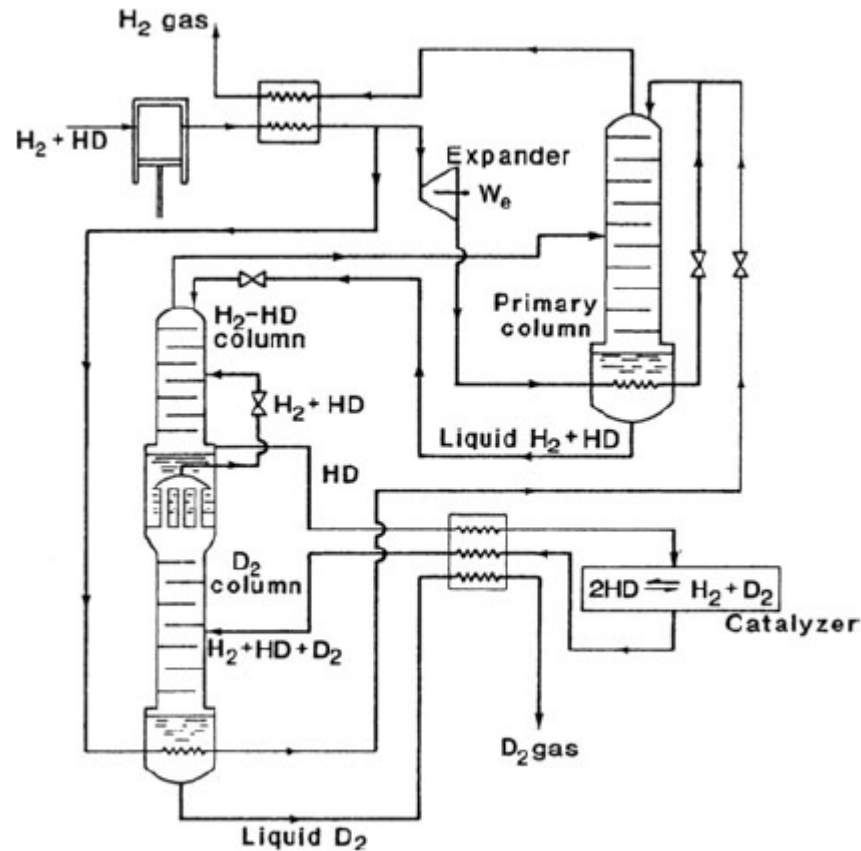 H₂ gas
H₂ + HD
Expander
Wₑ
Primary
column
H₂–HD
column
H₂ + HD
Liquid H₂ + HD
HD
D₂
column
2HD ⇌ H₂ + D₂
Catalyzer
H₂ + HD + D₂
D₂ gas
Liquid D₂